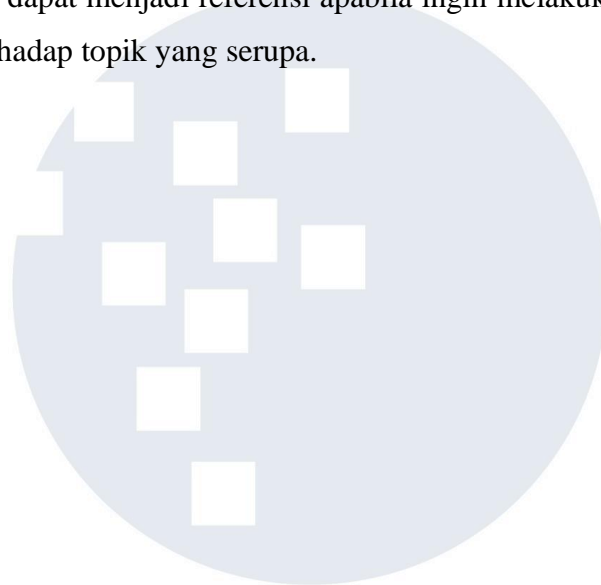 dapat menjadi referensi apabila ingin melakuk
hadap topik yang serupa.